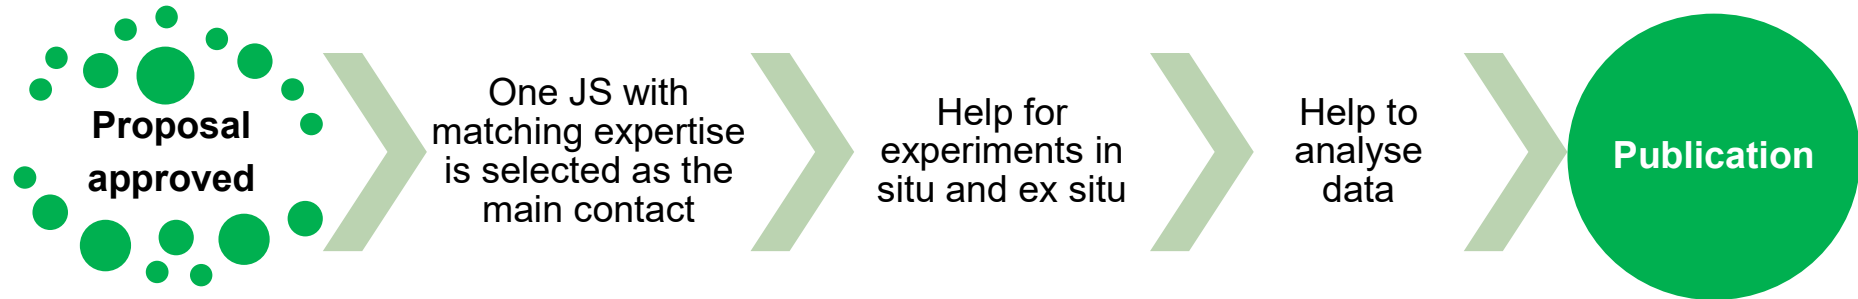 Proposal
approved
One JS with
matching expertise
is selected as the
main contact
Help for
experiments in
situ and ex situ
Help to
analyse
data
Publication